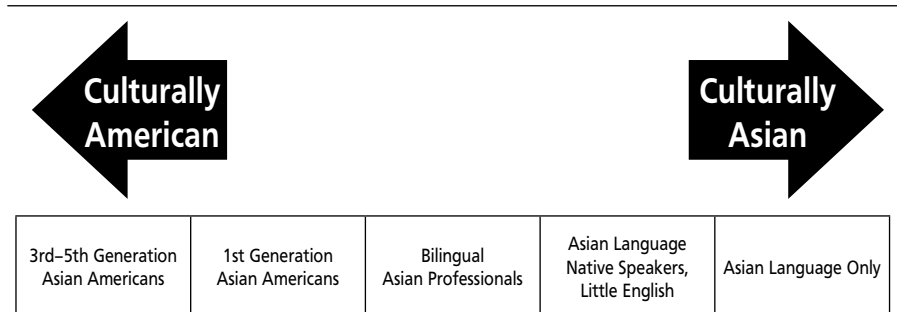 Culturally
American
Culturally
Asian
3rd–5th Generation
Asian Americans
1st Generation
Asian Americans
Bilingual
Asian Professionals
Asian Language
Native Speakers,
Little English
Asian Language Only